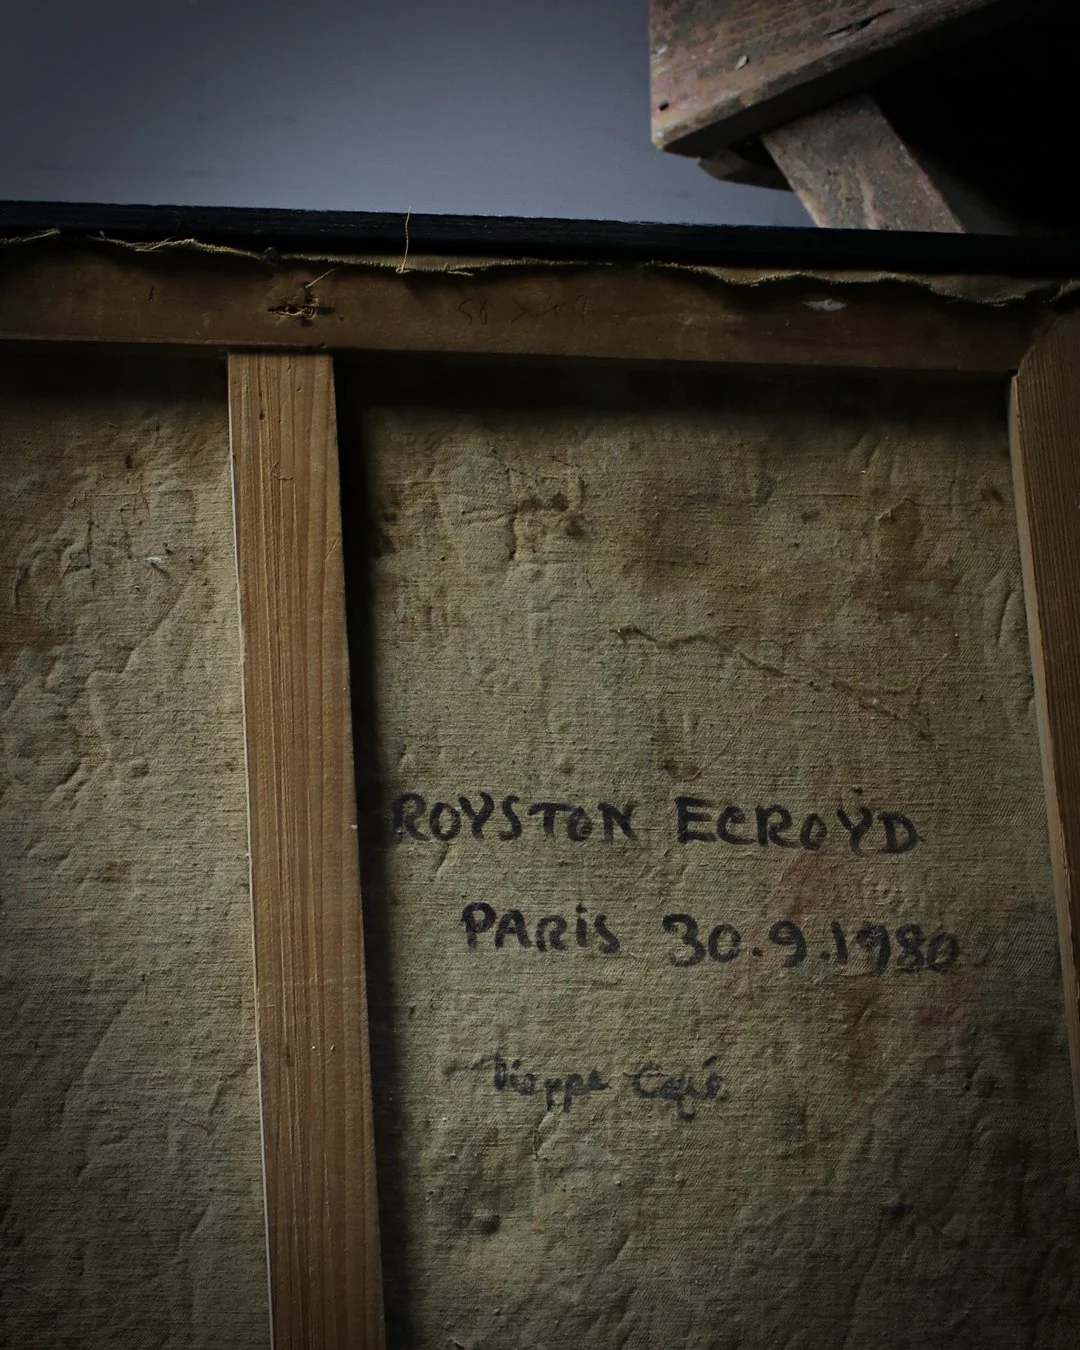 ROYSTON ECROYD
PARiS 30.9.1980
Dieppe Café